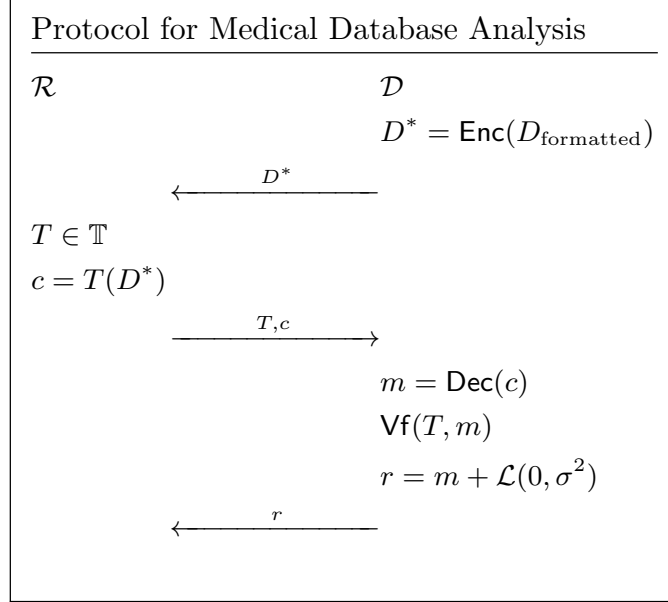 Protocol for Medical Database Analysis
𝓡 𝓓
D* = Enc(D_formatted)
D*
T ∈ 𝕋
c = T(D*)
T,c
m = Dec(c)
Vf(T, m)
r = m + 𝓛(0, σ²)
r